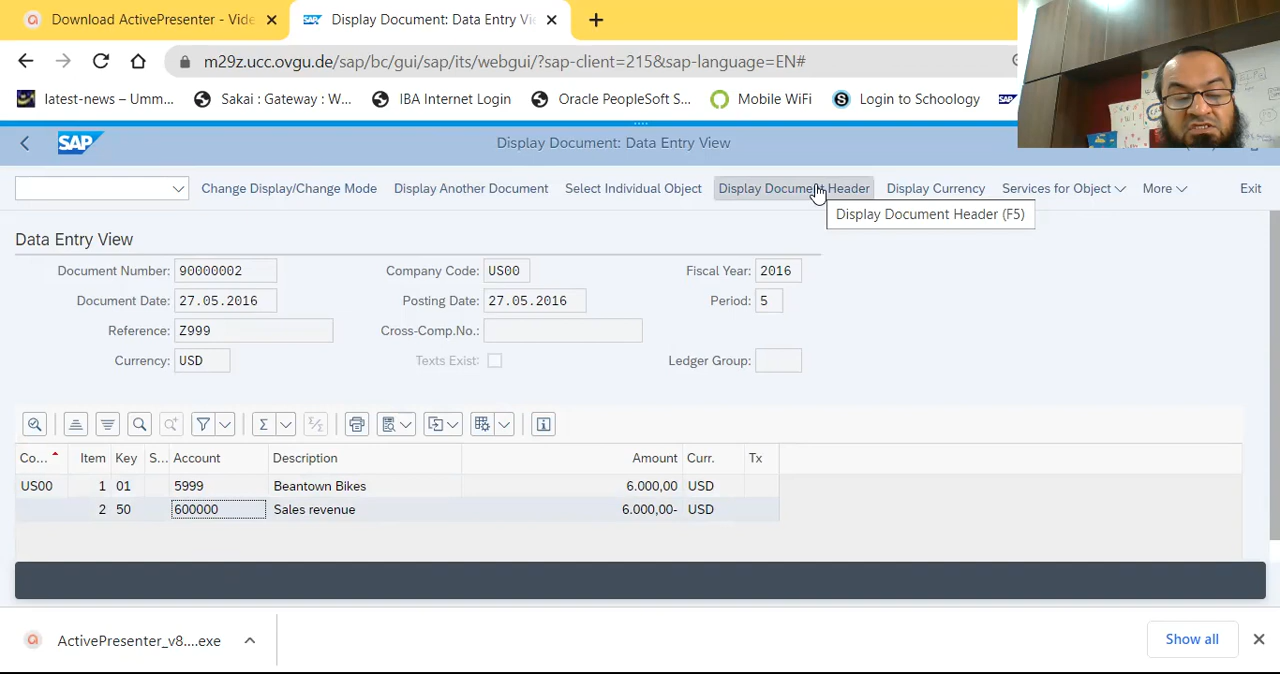 Download ActivePresenter - Vide
Display Document: Data Entry Vi
m29z.ucc.ovgu.de/sap/bc/gui/sap/its/webgui/?sap-client=215&sap-language=EN#
latest-news – Umm...
Sakai : Gateway : W...
IBA Internet Login
Oracle PeopleSoft S...
Mobile WiFi
Login to Schoology
SAP
Display Document: Data Entry View
Change Display/Change Mode
Display Another Document
Select Individual Object
Display Document Header
Display Currency
Services for Object
More
Exit
Display Document Header (F5)
Data Entry View
Document Number: 90000002
Company Code: US00
Fiscal Year: 2016
Document Date: 27.05.2016
Posting Date: 27.05.2016
Period: 5
Reference: Z999
Cross-Comp.No.:
Currency: USD
Texts Exist:
Ledger Group:
Co... Item Key S... Account Description Amount Curr. Tx
US00 1 01 5999 Beantown Bikes 6.000,00 USD
2 50 600000 Sales revenue 6.000,00- USD
ActivePresenter_v8....exe
Show all